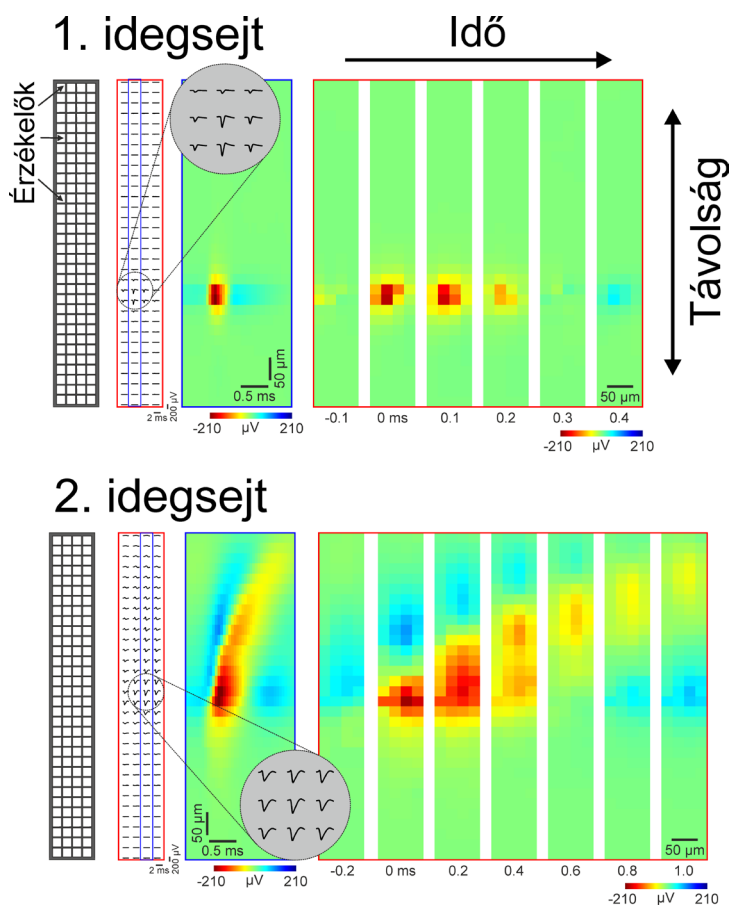 1. idegsejt
Idő
Érzékelők
Távolság
50 µm
0.5 ms
50 µm
2 ms
200 µV
-210 µV 210
-0.1 0 ms 0.1 0.2 0.3 0.4
-210 µV 210
2. idegsejt
50 µm
0.5 ms
50 µm
2 ms
200 µV
-210 µV 210
-0.2 0 ms 0.2 0.4 0.6 0.8 1.0
-210 µV 210